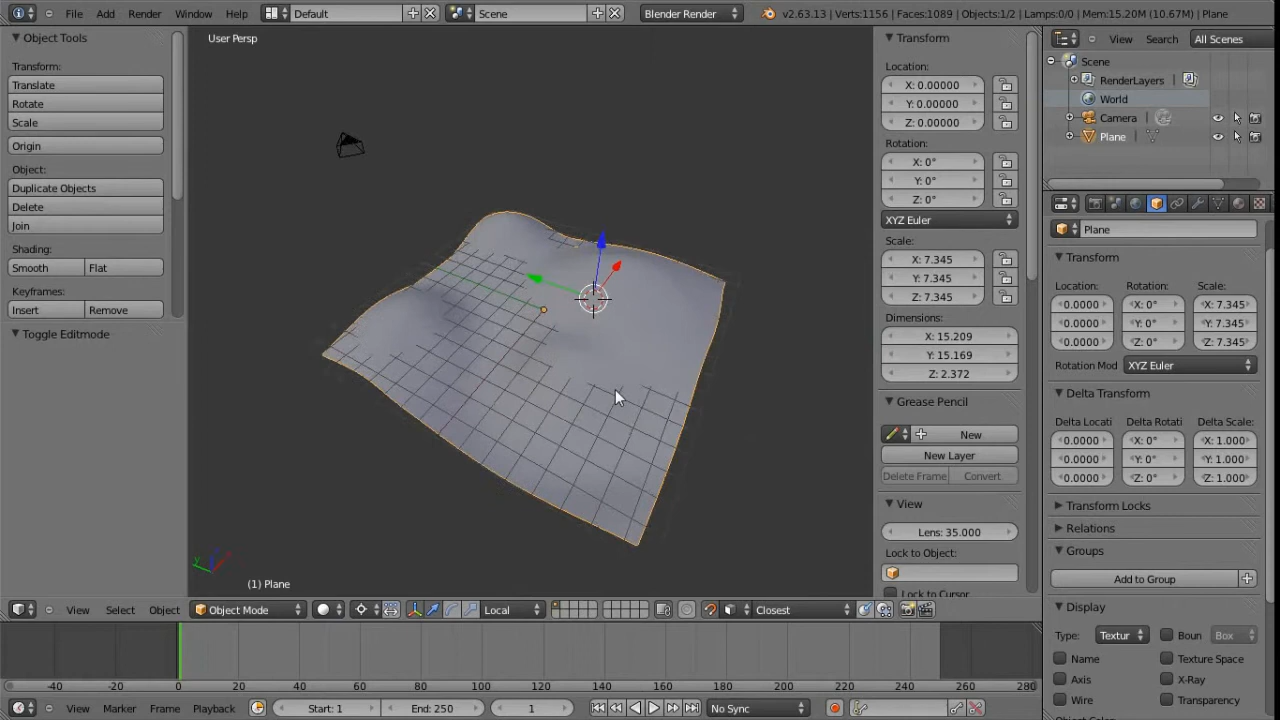 File Add Render Window Help Default Scene Blender Render v2.63.13 | Verts:1156 | Faces:1089 | Objects:1/2 | Lamps:0/0 | Mem:15.20M (10.67M) | Plane
Object Tools
Transform:
Translate
Rotate
Scale
Origin
Object:
Duplicate Objects
Delete
Join
Shading:
Smooth Flat
Keyframes:
Insert Remove
Toggle Editmode
User Persp
(1) Plane
Transform
Location:
X: 0.00000
Y: 0.00000
Z: 0.00000
Rotation:
X: 0°
Y: 0°
Z: 0°
XYZ Euler
Scale:
X: 7.345
Y: 7.345
Z: 7.345
Dimensions:
X: 15.209
Y: 15.169
Z: 2.372
Grease Pencil
New
New Layer
Delete Frame Convert
View
Lens: 35.000
Lock to Object:
Lock to Cursor
View Search All Scenes
Scene
RenderLayers
World
Camera
Plane
Plane
Transform
Location: Rotation: Scale:
0.0000 X: 0° X: 7.345
0.0000 Y: 0° Y: 7.345
0.0000 Z: 0° Z: 7.345
Rotation Mod XYZ Euler
Delta Transform
Delta Locati Delta Rotati Delta Scale:
0.0000 X: 0° X: 1.000
0.0000 Y: 0° Y: 1.000
0.0000 Z: 0° Z: 1.000
Transform Locks
Relations
Groups
Add to Group
Display
Type: Textur Boun Box
Name Texture Space
Axis X-Ray
Wire Transparency
View Select Object Object Mode Local Closest
-40 -20 0 20 40 60 80 100 120 140 160 180 200 220 240 260 280
View Marker Frame Playback Start: 1 End: 250 1 No Sync